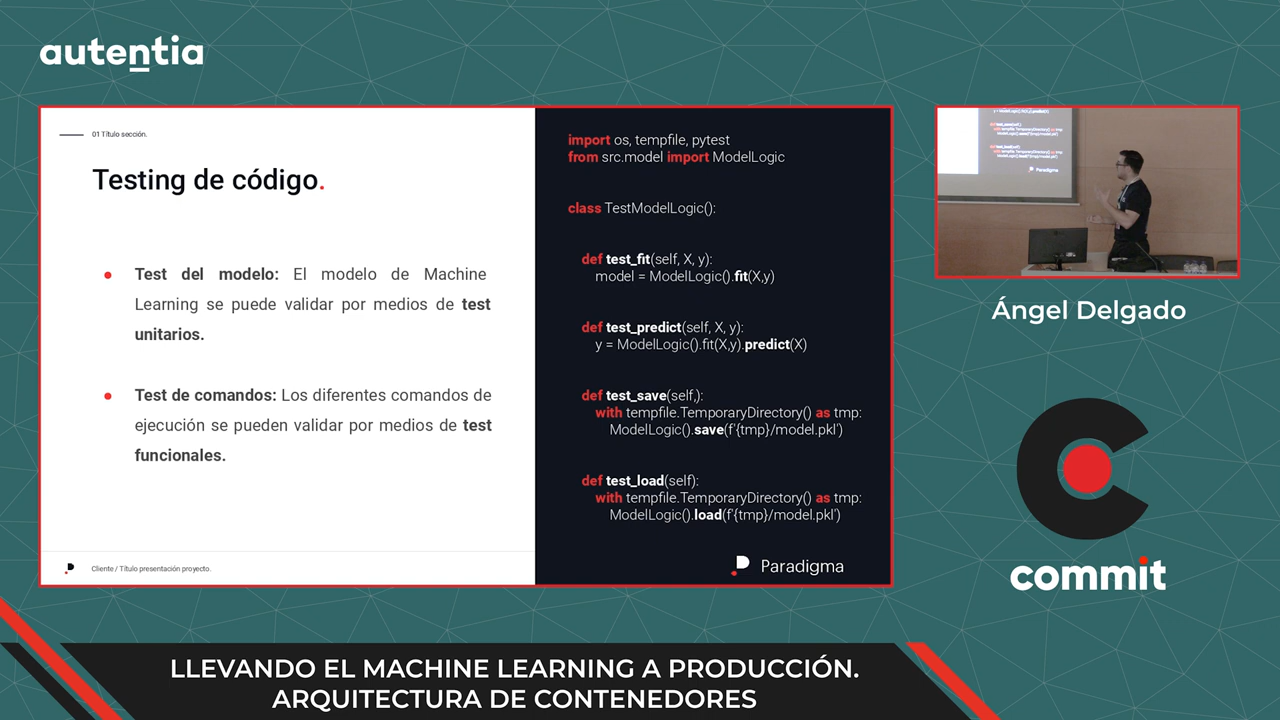 autentia
01 Título sección.
Testing de código.
Test del modelo: El modelo de Machine
Learning se puede validar por medios de test
unitarios.
Test de comandos: Los diferentes comandos de
ejecución se pueden validar por medios de test
funcionales.
Cliente / Título presentación proyecto.
import os, tempfile, pytest
from src.model import ModelLogic
class TestModelLogic():
def test_fit(self, X, y):
model = ModelLogic().fit(X,y)
def test_predict(self, X, y):
y = ModelLogic().fit(X,y).predict(X)
def test_save(self,):
with tempfile.TemporaryDirectory() as tmp:
ModelLogic().save(f'{tmp}/model.pkl')
def test_load(self):
with tempfile.TemporaryDirectory() as tmp:
ModelLogic().load(f'{tmp}/model.pkl')
Paradigma
Paradigma
Ángel Delgado
commit
LLEVANDO EL MACHINE LEARNING A PRODUCCIÓN.
ARQUITECTURA DE CONTENEDORES